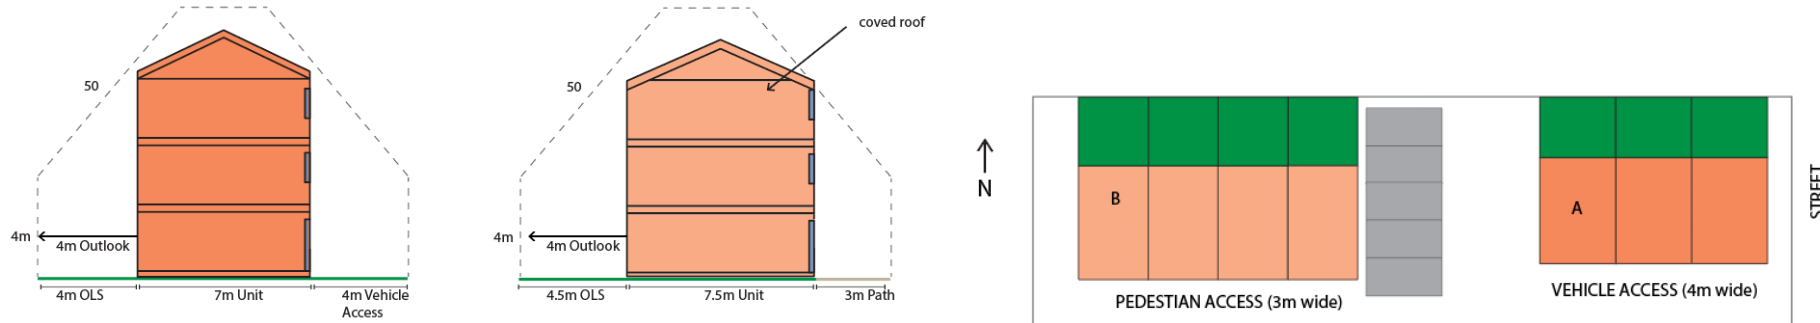 50
4m
4m Outlook
4m OLS
7m Unit
4m Vehicle
Access
coved roof
50
4m
4m Outlook
4.5m OLS
7.5m Unit
3m Path
N
B
A
PEDESTIAN ACCESS (3m wide)
VEHICLE ACCESS (4m wide)
STREET